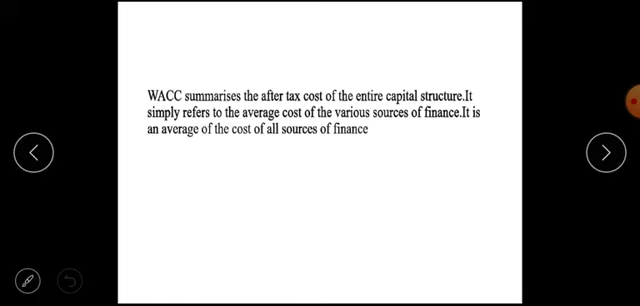 WACC summarises the after tax cost of the entire capital structure.It
simply refers to the average cost of the various sources of finance.It is
an average of the cost of all sources of finance